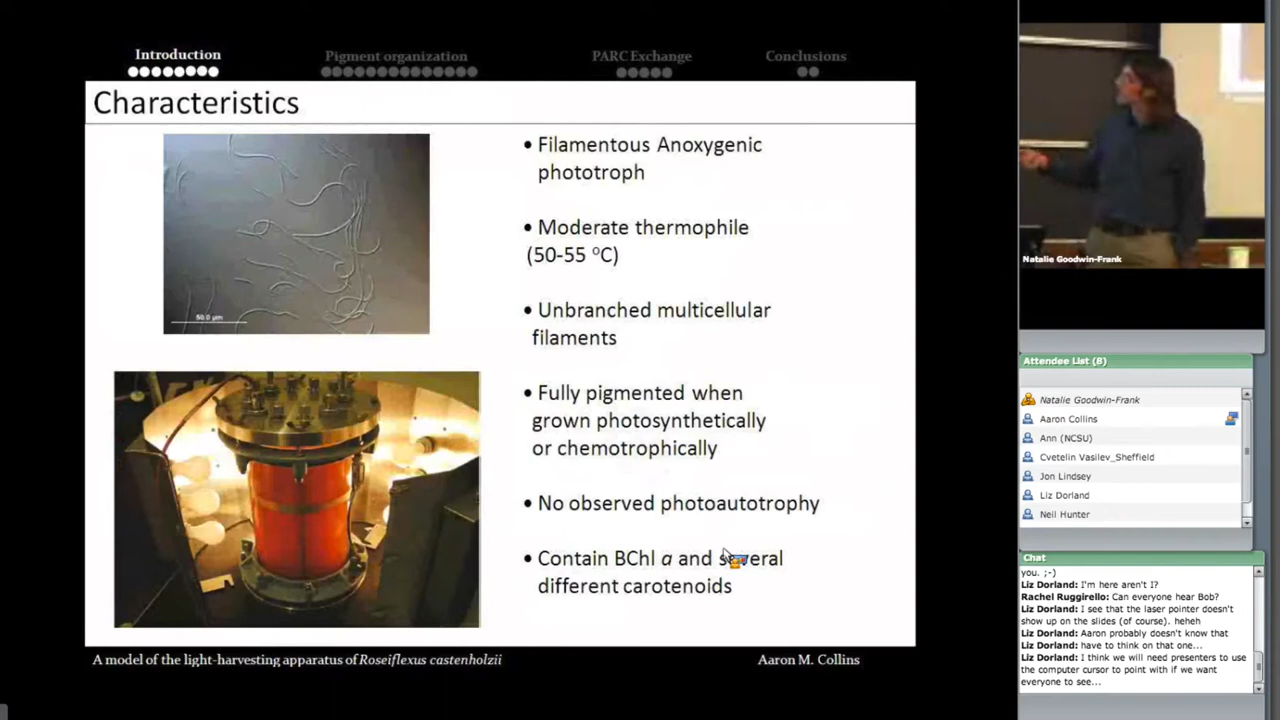 Introduction
Pigment organization
PARC Exchange
Conclusions
Characteristics
50.0 µm
• Filamentous Anoxygenic
phototroph
• Moderate thermophile
(50-55 °C)
• Unbranched multicellular
filaments
• Fully pigmented when
grown photosynthetically
or chemotrophically
• No observed photoautotrophy
• Contain BChl a and several
different carotenoids
A model of the light-harvesting apparatus of Roseiflexus castenholzii
Aaron M. Collins
Natalie Goodwin-Frank
Attendee List (8)
Natalie Goodwin-Frank
Aaron Collins
Ann (NCSU)
Cvetelin Vasilev_Sheffield
Jon Lindsey
Liz Dorland
Neil Hunter
Chat
you. ;-)
Liz Dorland: I'm here aren't I?
Rachel Ruggirello: Can everyone hear Bob?
Liz Dorland: I see that the laser pointer doesn't
show up on the slides (of course). heheh
Liz Dorland: Aaron probably doesn't know that
Liz Dorland: have to think on that one...
Liz Dorland: I think we will need presenters to use
the computer cursor to point with if we want
everyone to see...